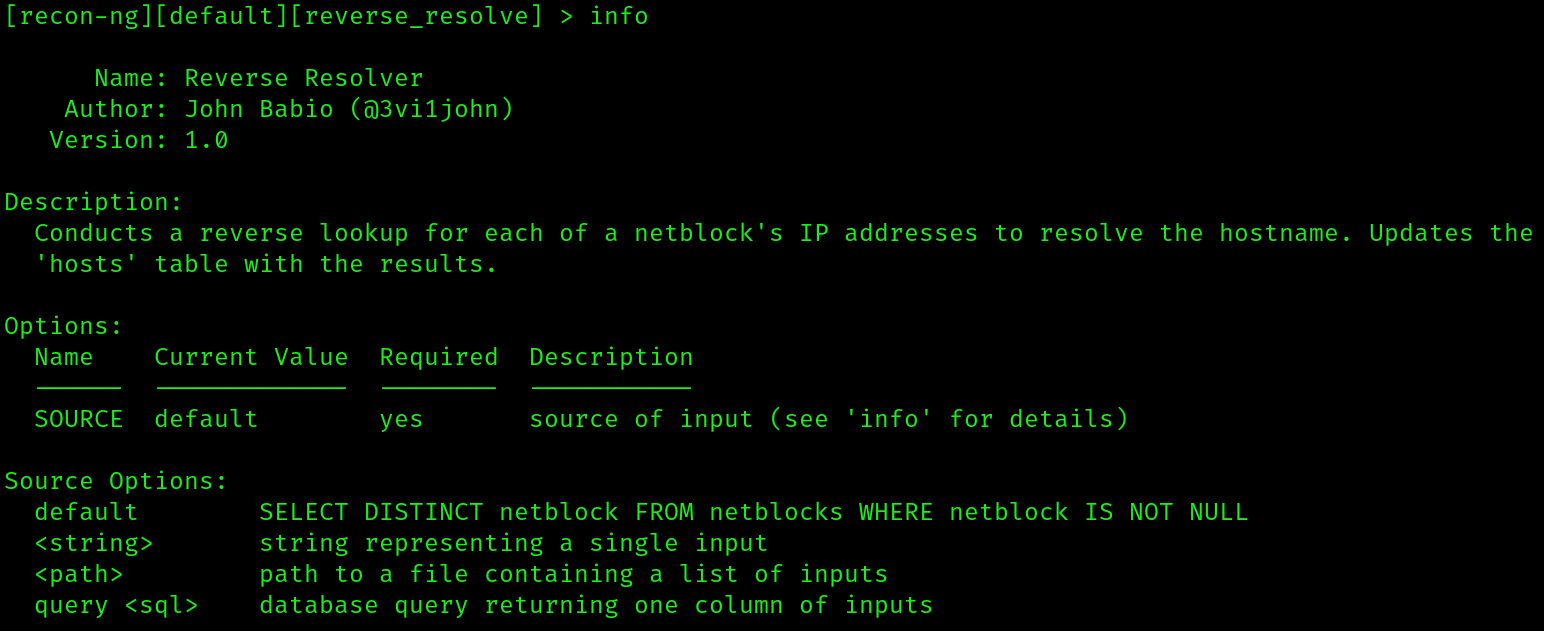 [recon-ng][default][reverse_resolve] > info
Name: Reverse Resolver
Author: John Babio (@3vi1john)
Version: 1.0
Description:
Conducts a reverse lookup for each of a netblock's IP addresses to resolve the hostname. Updates the
'hosts' table with the results.
Options:
Name    Current Value  Required  Description
SOURCE  default        yes       source of input (see 'info' for details)
Source Options:
default        SELECT DISTINCT netblock FROM netblocks WHERE netblock IS NOT NULL
<string>       string representing a single input
<path>         path to a file containing a list of inputs
query <sql>    database query returning one column of inputs